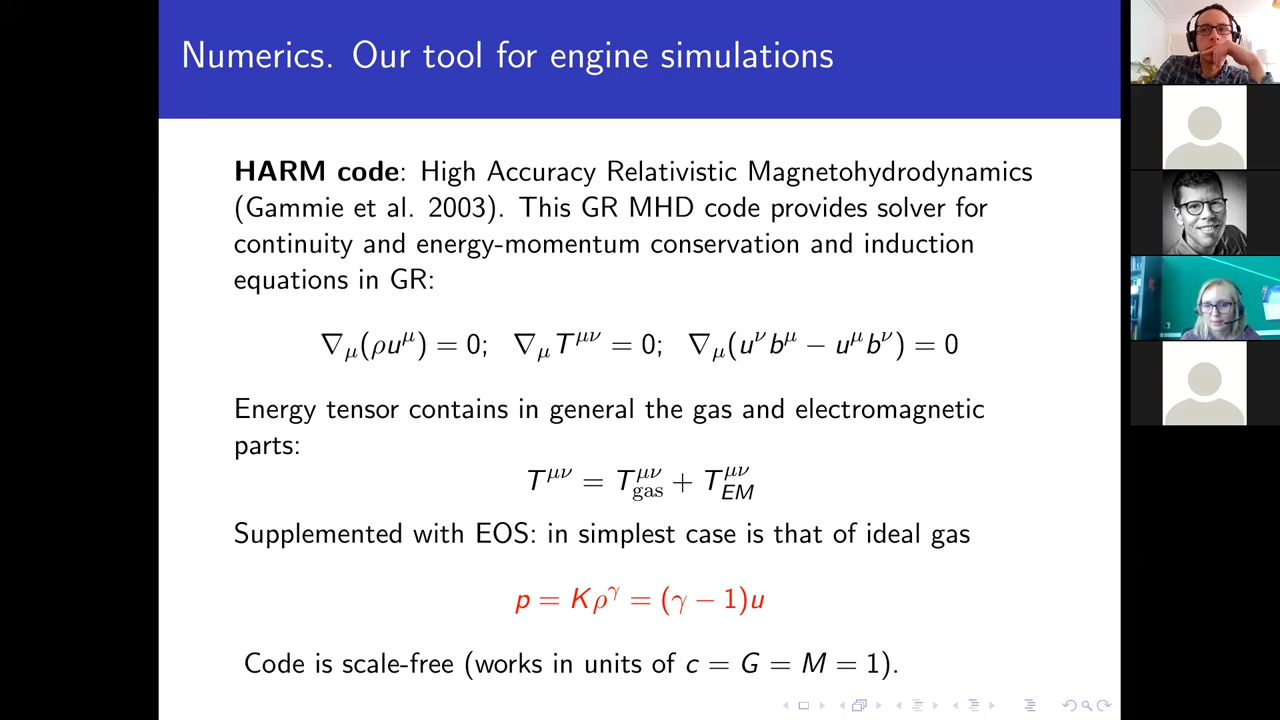 Numerics. Our tool for engine simulations
HARM code: High Accuracy Relativistic Magnetohydrodynamics
(Gammie et al. 2003). This GR MHD code provides solver for
continuity and energy-momentum conservation and induction
equations in GR:
∇_μ(ρu^μ) = 0; ∇_μ T^{μν} = 0; ∇_μ(u^ν b^μ − u^μ b^ν) = 0
Energy tensor contains in general the gas and electromagnetic
parts:
T^{μν} = T^{μν}_{gas} + T^{μν}_{EM}
Supplemented with EOS: in simplest case is that of ideal gas
p = Kρ^γ = (γ − 1)u
Code is scale-free (works in units of c = G = M = 1).